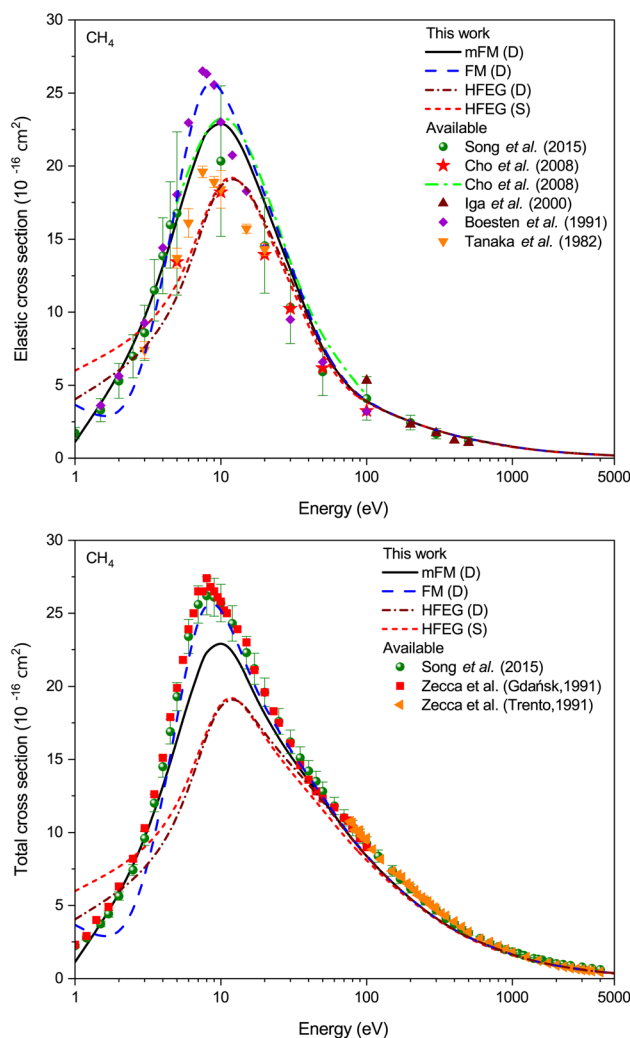 CH₄
This work
mFM (D)
FM (D)
HFEG (D)
HFEG (S)
Available
Song et al. (2015)
Cho et al. (2008)
Cho et al. (2008)
Iga et al. (2000)
Boesten et al. (1991)
Tanaka et al. (1982)
Elastic cross section (10 ⁻¹⁶ cm²)
30
25
20
15
10
5
0
1 10 100 1000 5000
Energy (eV)
CH₄
This work
mFM (D)
FM (D)
HFEG (D)
HFEG (S)
Available
Song et al. (2015)
Zecca et al. (Gdańsk,1991)
Zecca et al. (Trento,1991)
Total cross section (10 ⁻¹⁶ cm²)
30
25
20
15
10
5
0
1 10 100 1000 5000
Energy (eV)